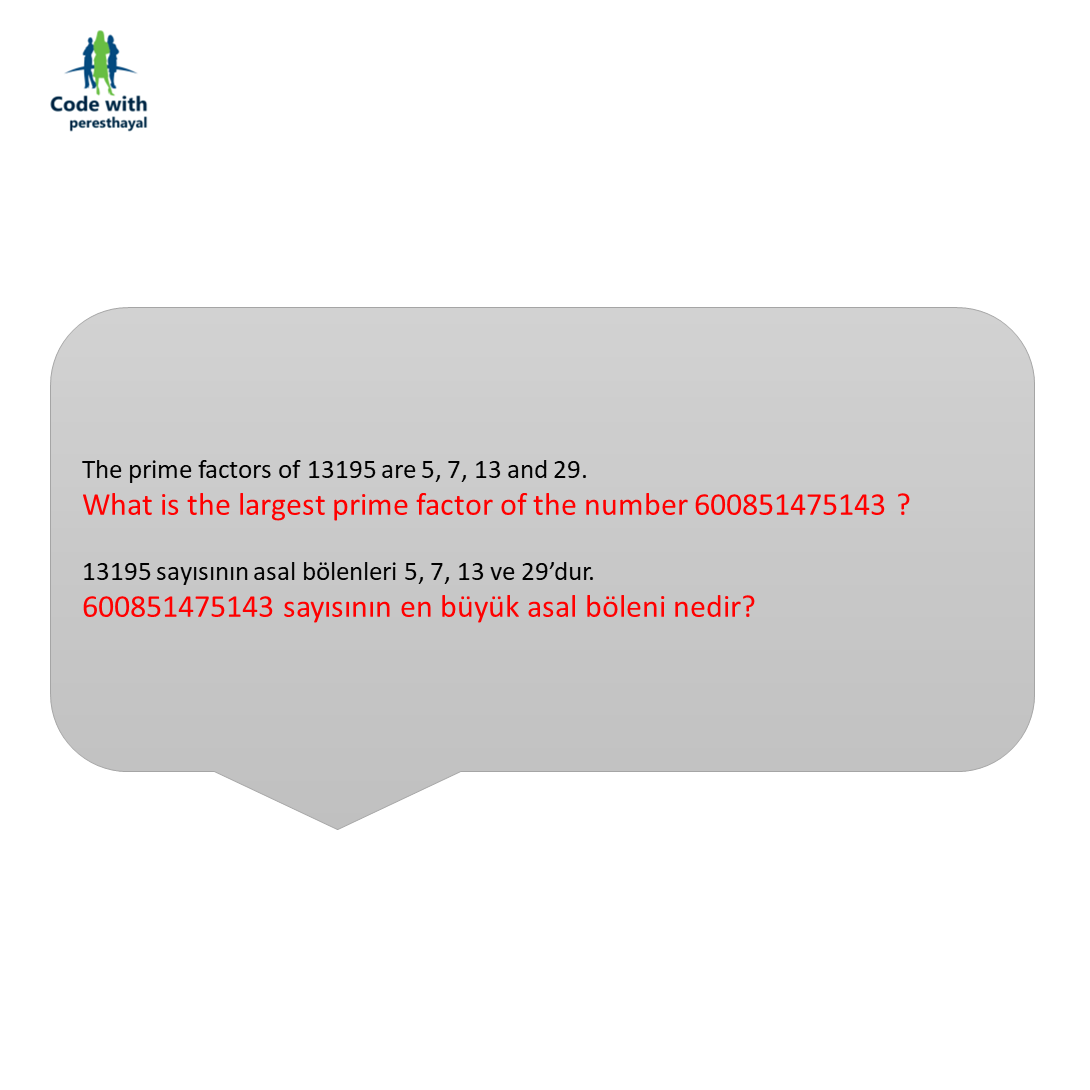 Code with
peresthayal
The prime factors of 13195 are 5, 7, 13 and 29.
What is the largest prime factor of the number 600851475143 ?
13195 sayısının asal bölenleri 5, 7, 13 ve 29’dur.
600851475143 sayısının en büyük asal böleni nedir?